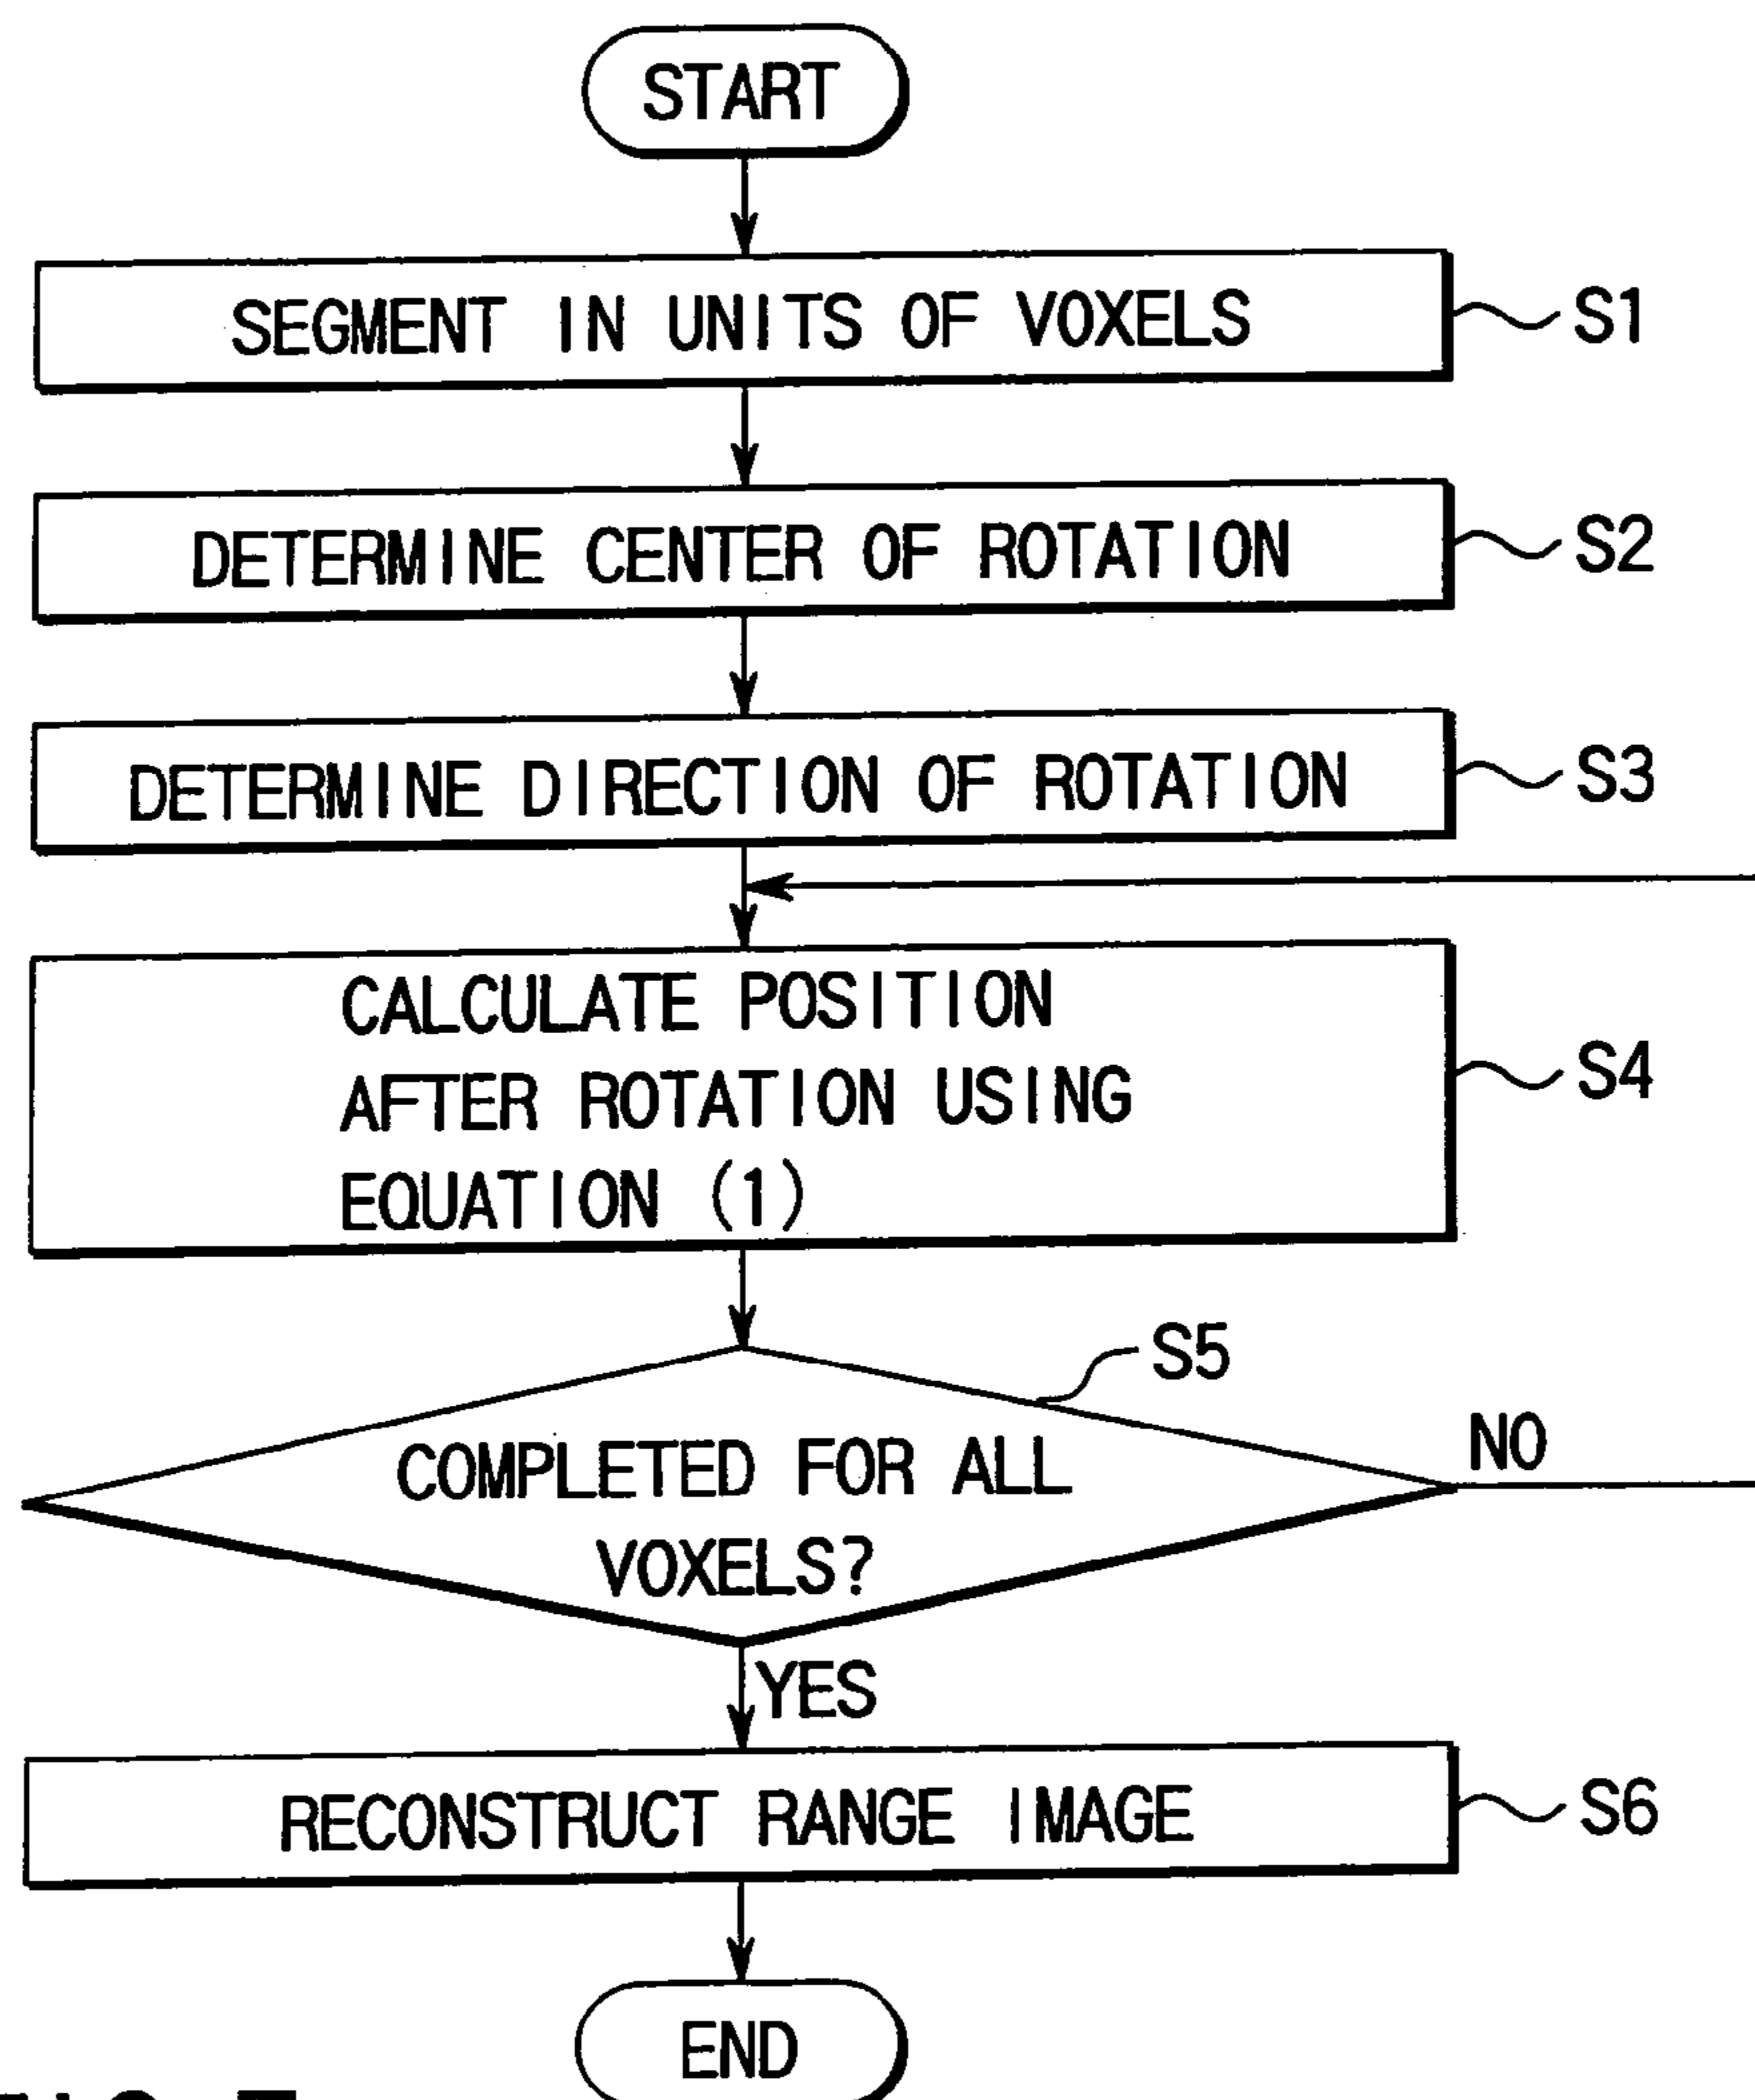 START
SEGMENT IN UNITS OF VOXELS
S1
DETERMINE CENTER OF ROTATION
S2
DETERMINE DIRECTION OF ROTATION
S3
CALCULATE POSITION
AFTER ROTATION USING
EQUATION (1)
S4
S5
COMPLETED FOR ALL
VOXELS?
NO
YES
RECONSTRUCT RANGE IMAGE
S6
END